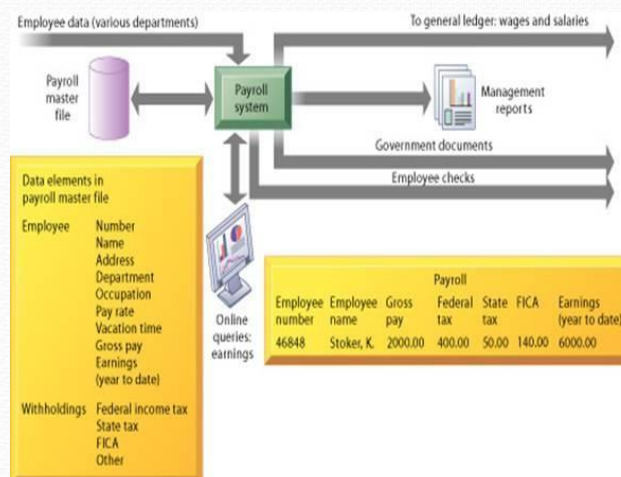 Employee data (various departments)
To general ledger: wages and salaries
Payroll
master
file
Payroll
system
Management
reports
Government documents
Employee checks
Data elements in
payroll master file
Employee Number
Name
Address
Department
Occupation
Pay rate
Vacation time
Gross pay
Earnings
(year to date)
Withholdings Federal income tax
State tax
FICA
Other
Online
queries:
earnings
Payroll
Employee Employee Gross Federal State FICA Earnings
number name pay tax tax (year to date)
46848 Stoker, K. 2000.00 400.00 50.00 140.00 6000.00